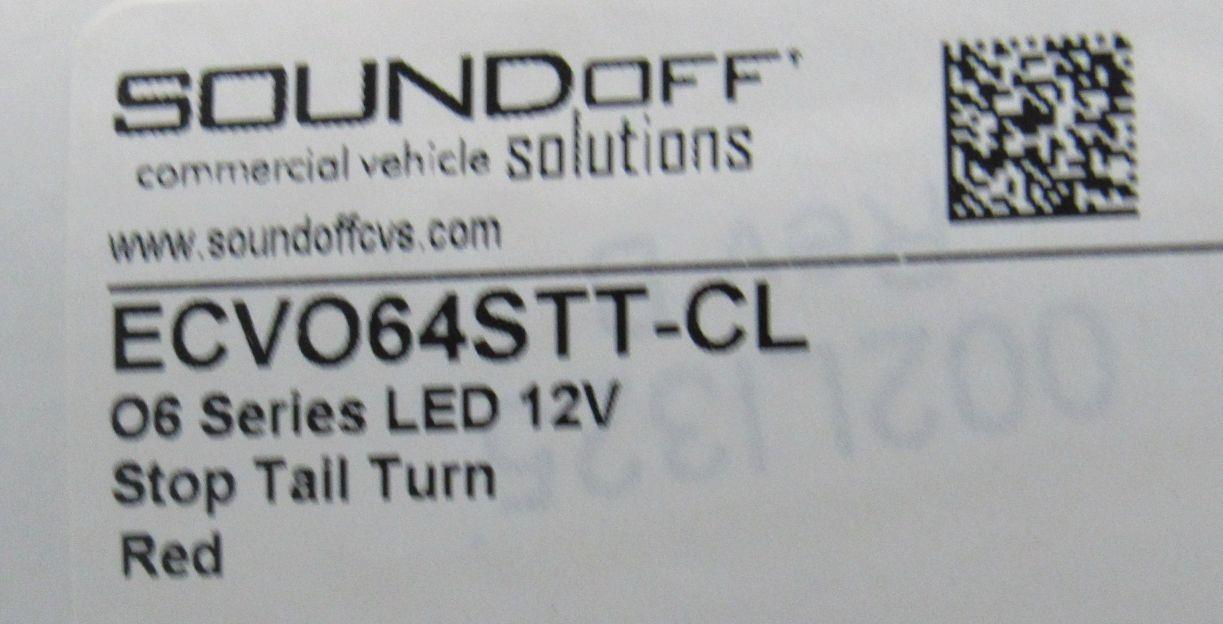 SOUNDOFF
commercial vehicle solutions
www.soundoffcvs.com
ECVO64STT-CL
O6 Series LED 12V
Stop Tail Turn
Red